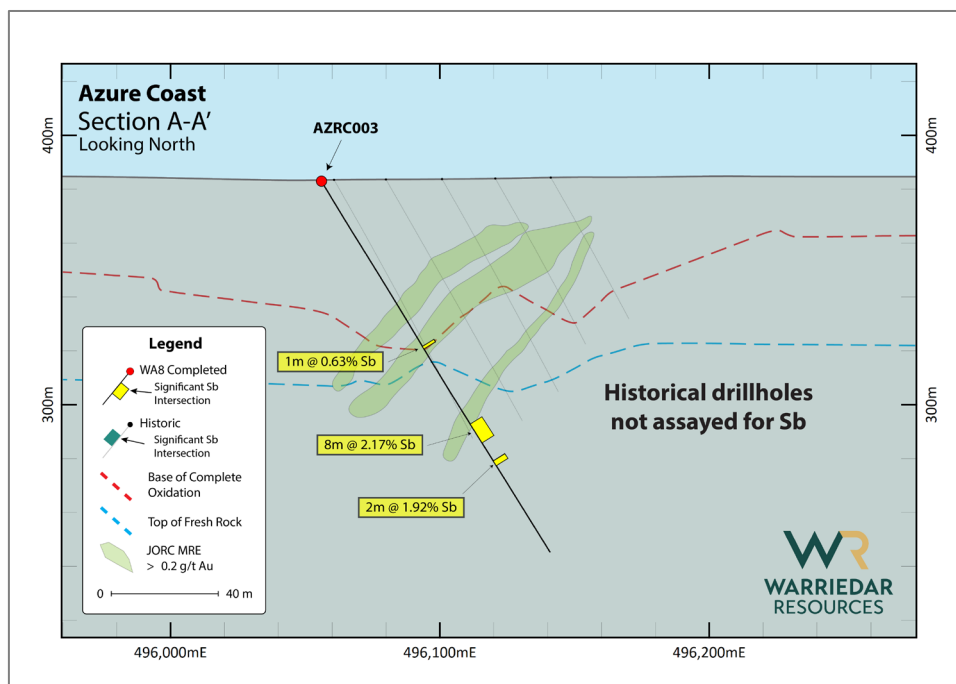 Azure Coast
Section A-A’
Looking North
AZRC003
400m
400m
300m
300m
1m @ 0.63% Sb
8m @ 2.17% Sb
2m @ 1.92% Sb
Historical drillholes
not assayed for Sb
Legend
WA8 Completed
Significant Sb
Intersection
Historic
Significant Sb
Intersection
Base of Complete
Oxidation
Top of Fresh Rock
JORC MRE
> 0.2 g/t Au
0 40 m
WR
WARRIEDAR
RESOURCES
496,000mE
496,100mE
496,200mE